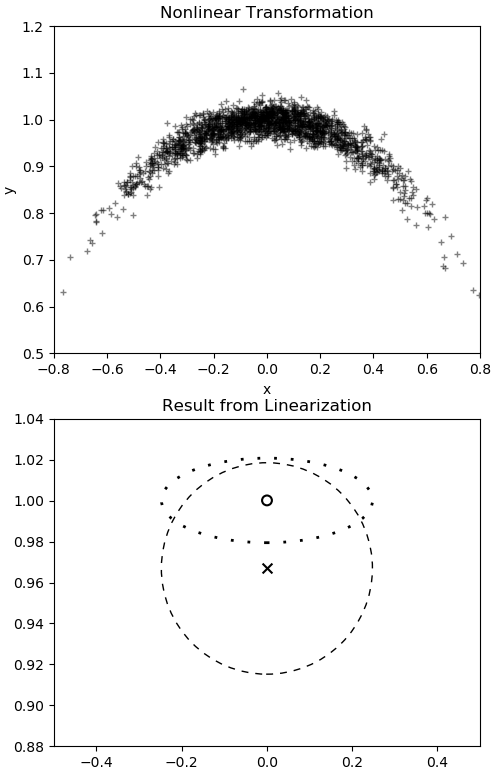 Nonlinear Transformation
1.2
1.1
1.0
0.9
0.8
0.7
0.6
0.5
y
−0.8 −0.6 −0.4 −0.2 0.0 0.2 0.4 0.6 0.8
x
Result from Linearization
1.04
1.02
1.00
0.98
0.96
0.94
0.92
0.90
0.88
−0.4 −0.2 0.0 0.2 0.4